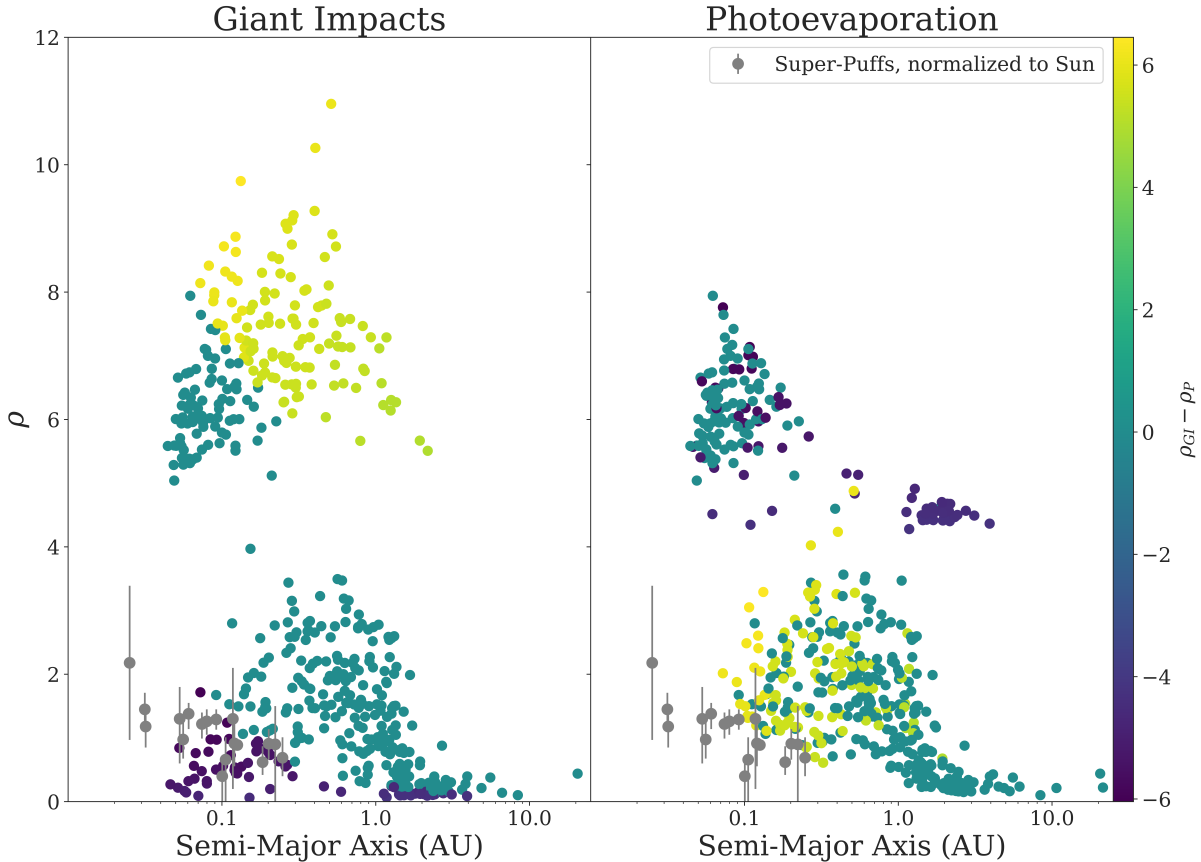 Giant Impacts
Photoevaporation
Super-Puffs, normalized to Sun
12
10
8
6
4
2
0
ρ
0.1
1.0
10.0
Semi-Major Axis (AU)
0.1
1.0
10.0
Semi-Major Axis (AU)
6
4
2
0
−2
−4
−6
ρGI − ρP